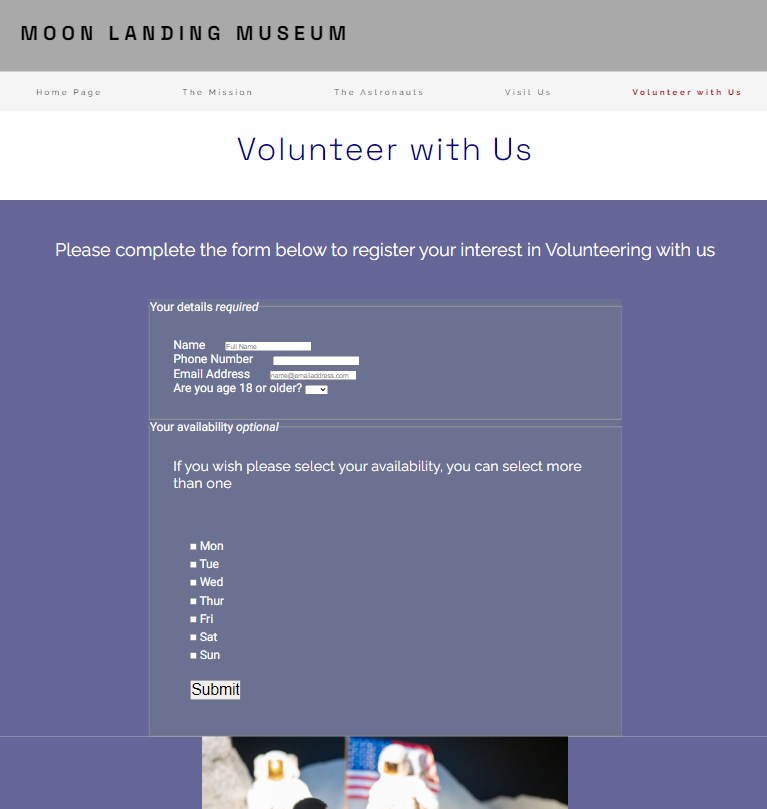 MOON LANDING MUSEUM
Home Page The Mission The Astronauts Visit Us Volunteer with Us
Volunteer with Us
Please complete the form below to register your interest in Volunteering with us
Your details required
Name Full Name
Phone Number
Email Address name@emailaddress.com
Are you age 18 or older?
Your availability optional
If you wish please select your availability, you can select more
than one
Mon
Tue
Wed
Thur
Fri
Sat
Sun
Submit